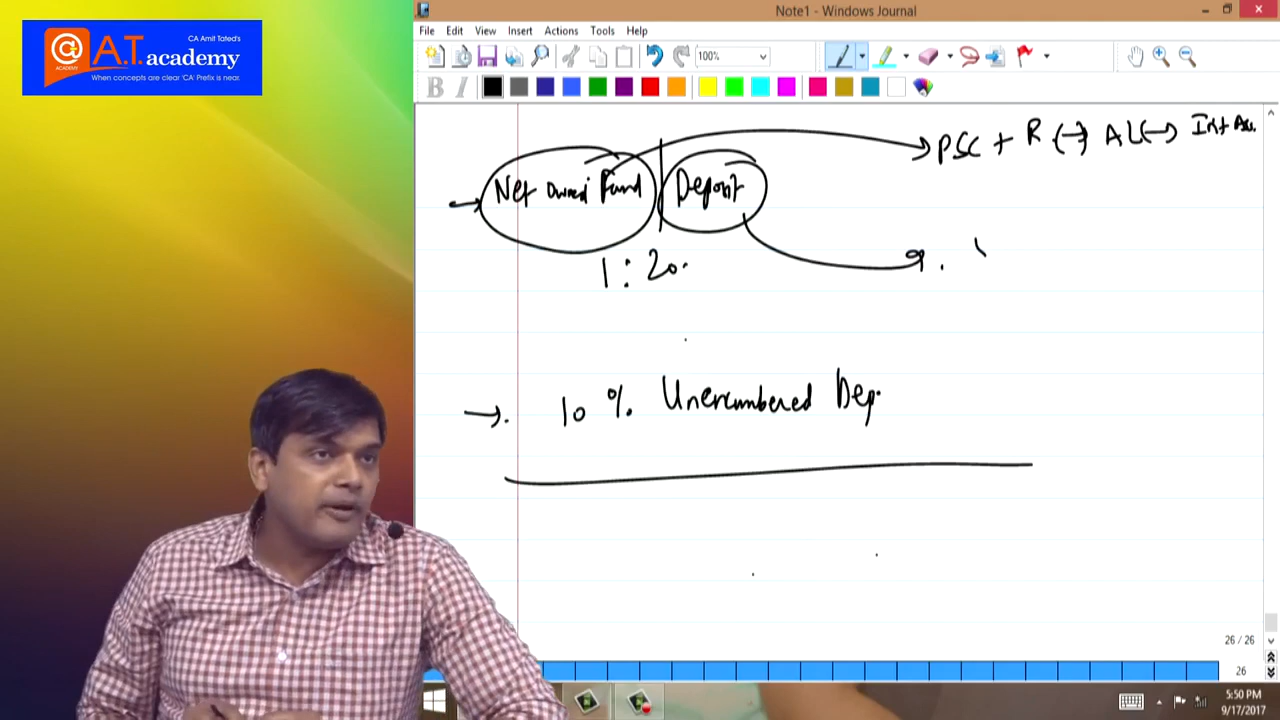 CA Amit Tated's
@ A.T. academy
ACADEMY
When concepts are clear 'CA' Prefix is near.
Note1 - Windows Journal
File Edit View Insert Actions Tools Help
100%
B I
PSC + R (-) AL (-) Int Ass.
Net owned Fund Deposit
1 : 20.
10 % Unencumbered Dep.
26 / 26
26
5:50 PM
9/17/2017